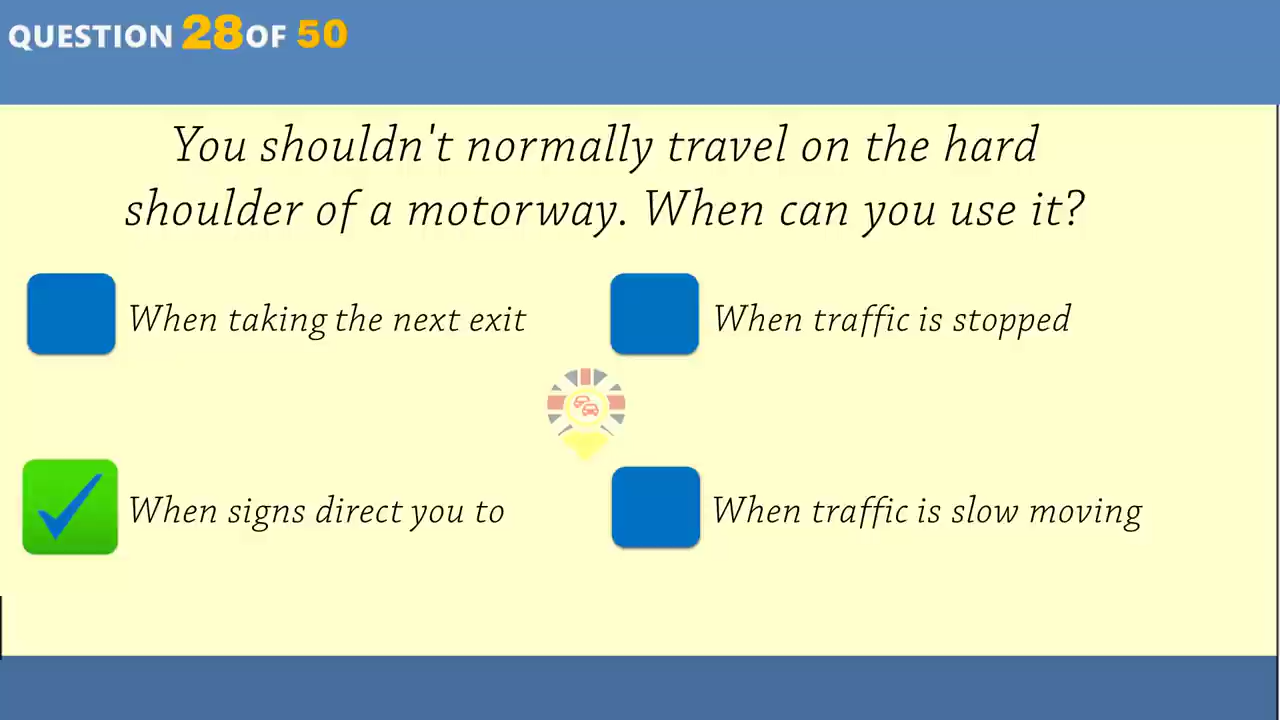 QUESTION 28 OF 50
You shouldn't normally travel on the hard
shoulder of a motorway. When can you use it?
When taking the next exit
When traffic is stopped
When signs direct you to
When traffic is slow moving